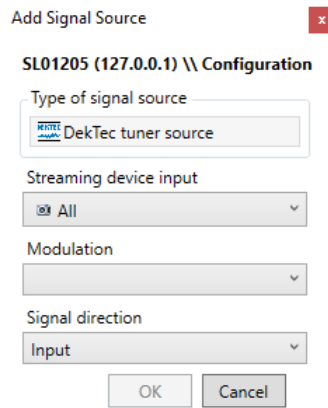 Add Signal Source
x
SL01205 (127.0.0.1) \\ Configuration
Type of signal source
DEKTEC DekTec tuner source
Streaming device input
All
Modulation
Signal direction
Input
OK
Cancel